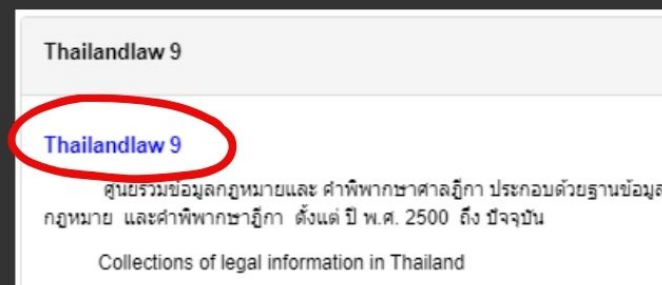 Thailandlaw 9
Thailandlaw 9
ศูนย์รวมข้อมูลกฎหมายและ คำพิพากษาศาลฎีกา ประกอบด้วยฐานข้อมูล
กฎหมาย และคำพิพากษาฎีกา ตั้งแต่ ปี พ.ศ. 2500 ถึง ปัจจุบัน
Collections of legal information in Thailand